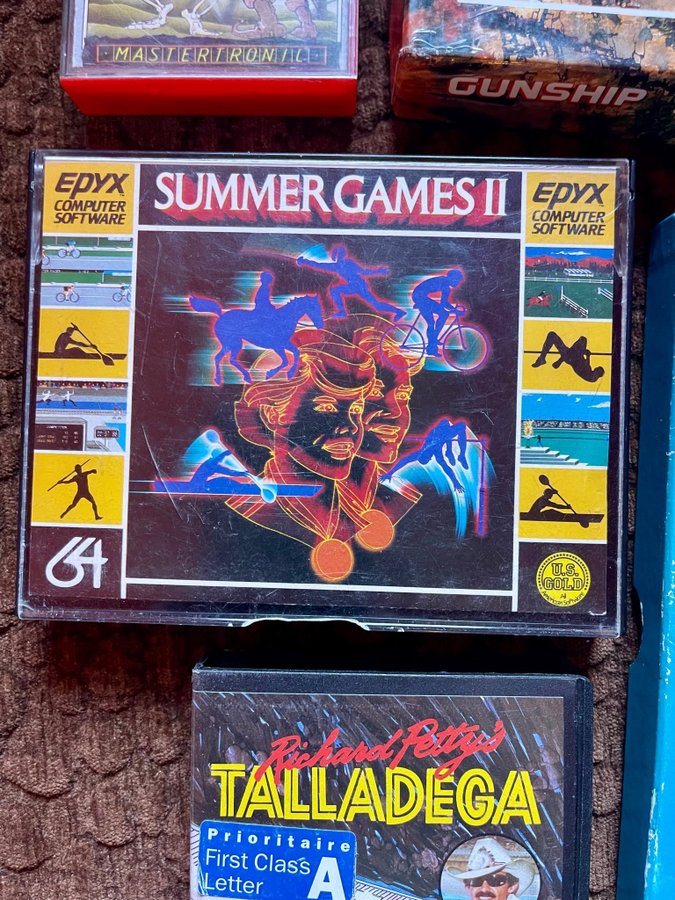 MASTERTRONIC
GUNSHIP
EPYX
COMPUTER
SOFTWARE
SUMMER GAMES II
EPYX
COMPUTER
SOFTWARE
64
U.S.
GOLD
Richard Petty's
TALLADEGA
Prioritaire
First Class
Letter
A